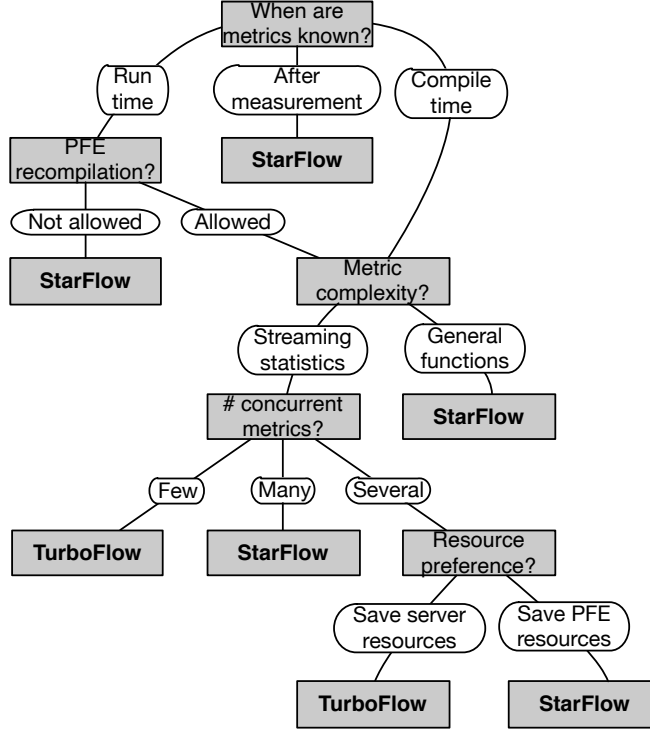 When are
metrics known?
Run
time
After
measurement
Compile
time
PFE
recompilation?
StarFlow
Not allowed
Allowed
StarFlow
Metric
complexity?
Streaming
statistics
General
functions
# concurrent
metrics?
StarFlow
Few
Many
Several
TurboFlow
StarFlow
Resource
preference?
Save server
resources
Save PFE
resources
TurboFlow
StarFlow